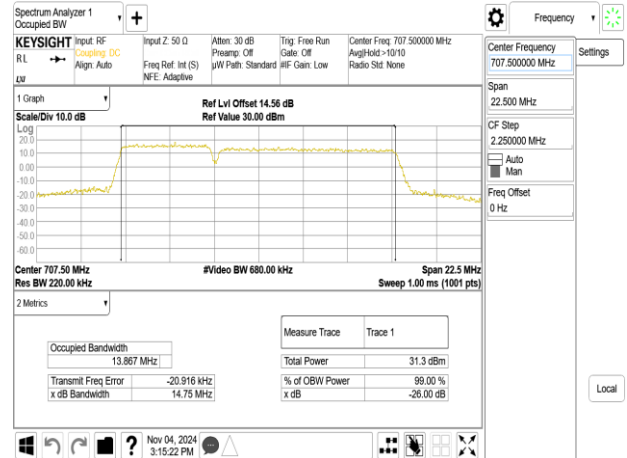 Spectrum Analyzer 1
Occupied BW
Frequency
KEYSIGHT
RL
LXI
Input: RF
Coupling: DC
Align: Auto
Input Z: 50 Ω
Freq Ref: Int (S)
NFE: Adaptive
Atten: 30 dB
Preamp: Off
µW Path: Standard
Trig: Free Run
Gate: Off
#IF Gain: Low
Center Freq: 707.500000 MHz
Avg|Hold:>10/10
Radio Std: None
Center Frequency
707.500000 MHz
Settings
Span
22.500 MHz
CF Step
2.250000 MHz
Auto
Man
Freq Offset
0 Hz
Local
1 Graph
Scale/Div 10.0 dB
Ref Lvl Offset 14.56 dB
Ref Value 30.00 dBm
Log
20.0
10.0
0.00
-10.0
-20.0
-30.0
-40.0
-50.0
-60.0
Center 707.50 MHz
#Video BW 680.00 kHz
Span 22.5 MHz
Res BW 220.00 kHz
Sweep 1.00 ms (1001 pts)
2 Metrics
Occupied Bandwidth
13.867 MHz
Transmit Freq Error -20.916 kHz
x dB Bandwidth 14.75 MHz
Measure Trace Trace 1
Total Power 31.3 dBm
% of OBW Power 99.00 %
x dB -26.00 dB
?
Nov 04, 2024
3:15:22 PM